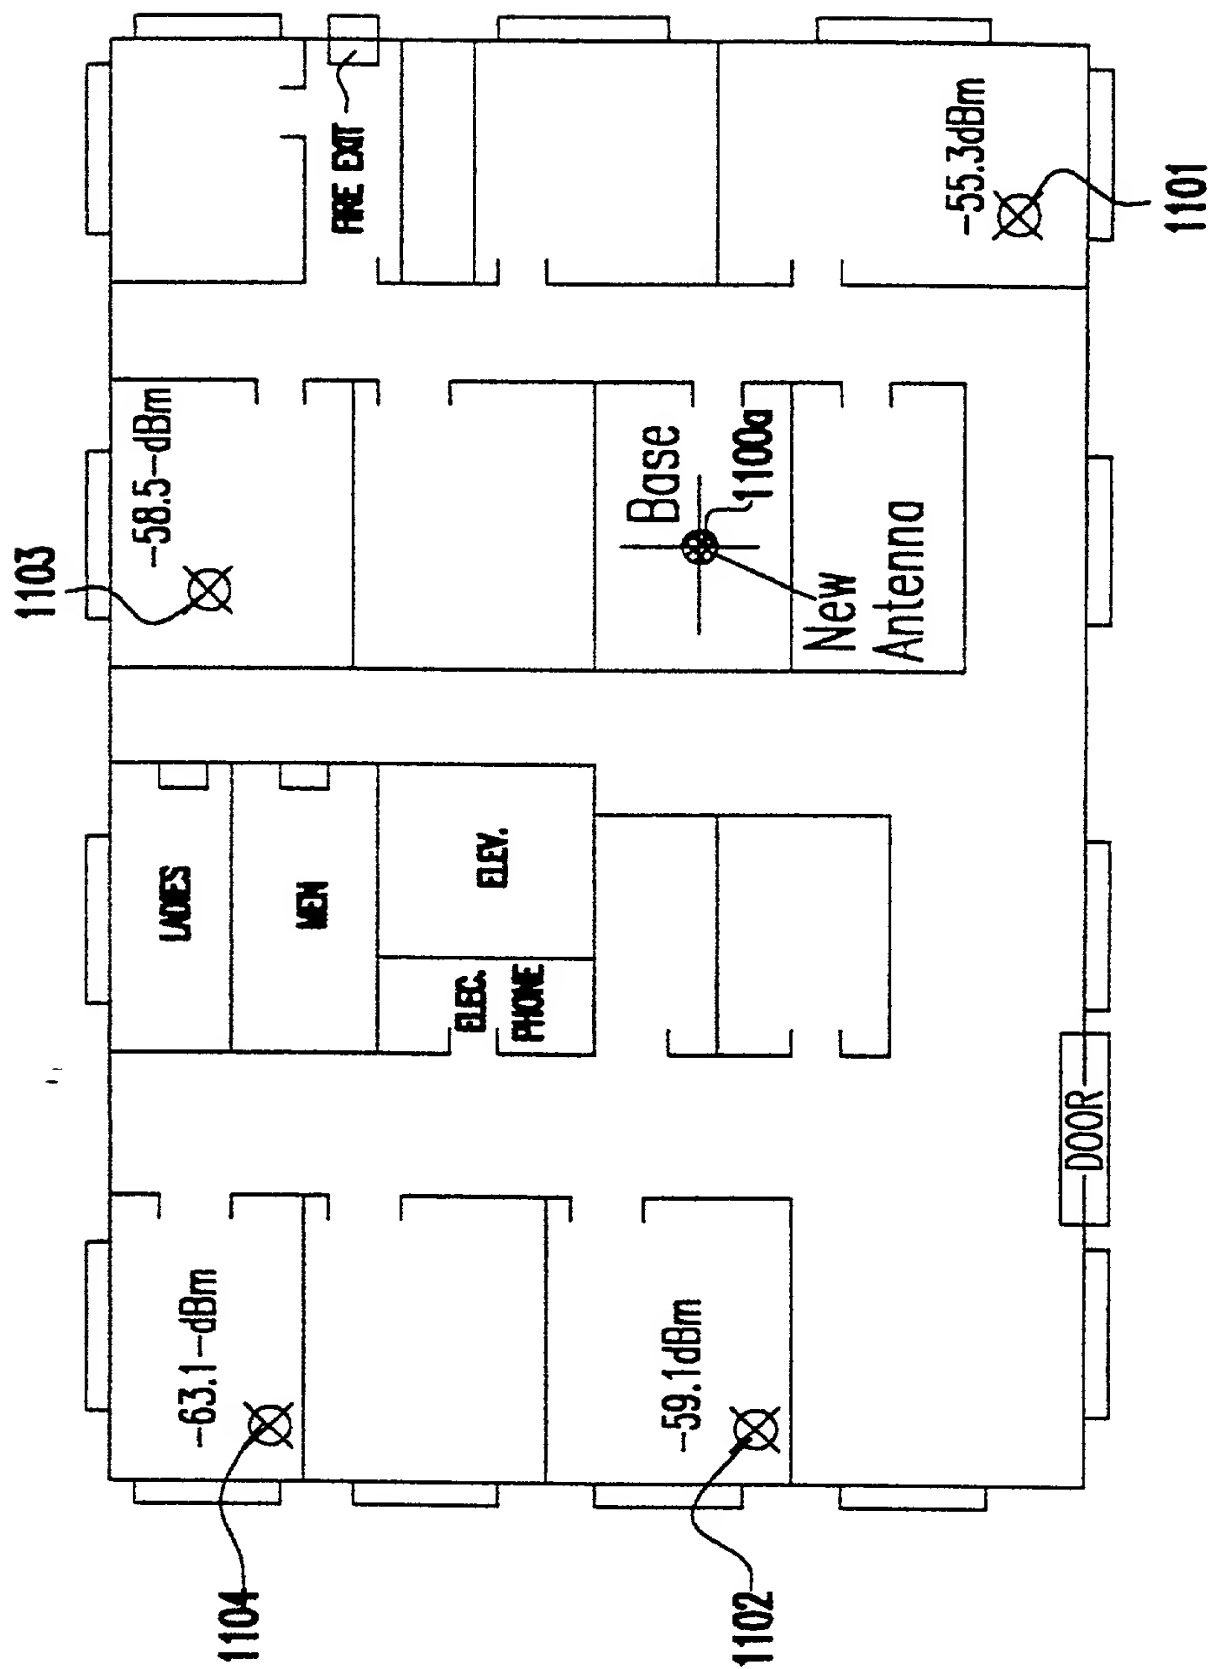 1104
1102
-63.1-dBm
-59.1dBm
DOOR
LADIES
MEN
ELEC.
PHONE
ELEV.
1103
-58.5-dBm
Base
1100a
New
Antenna
FIRE EXIT
-55.3dBm
1101